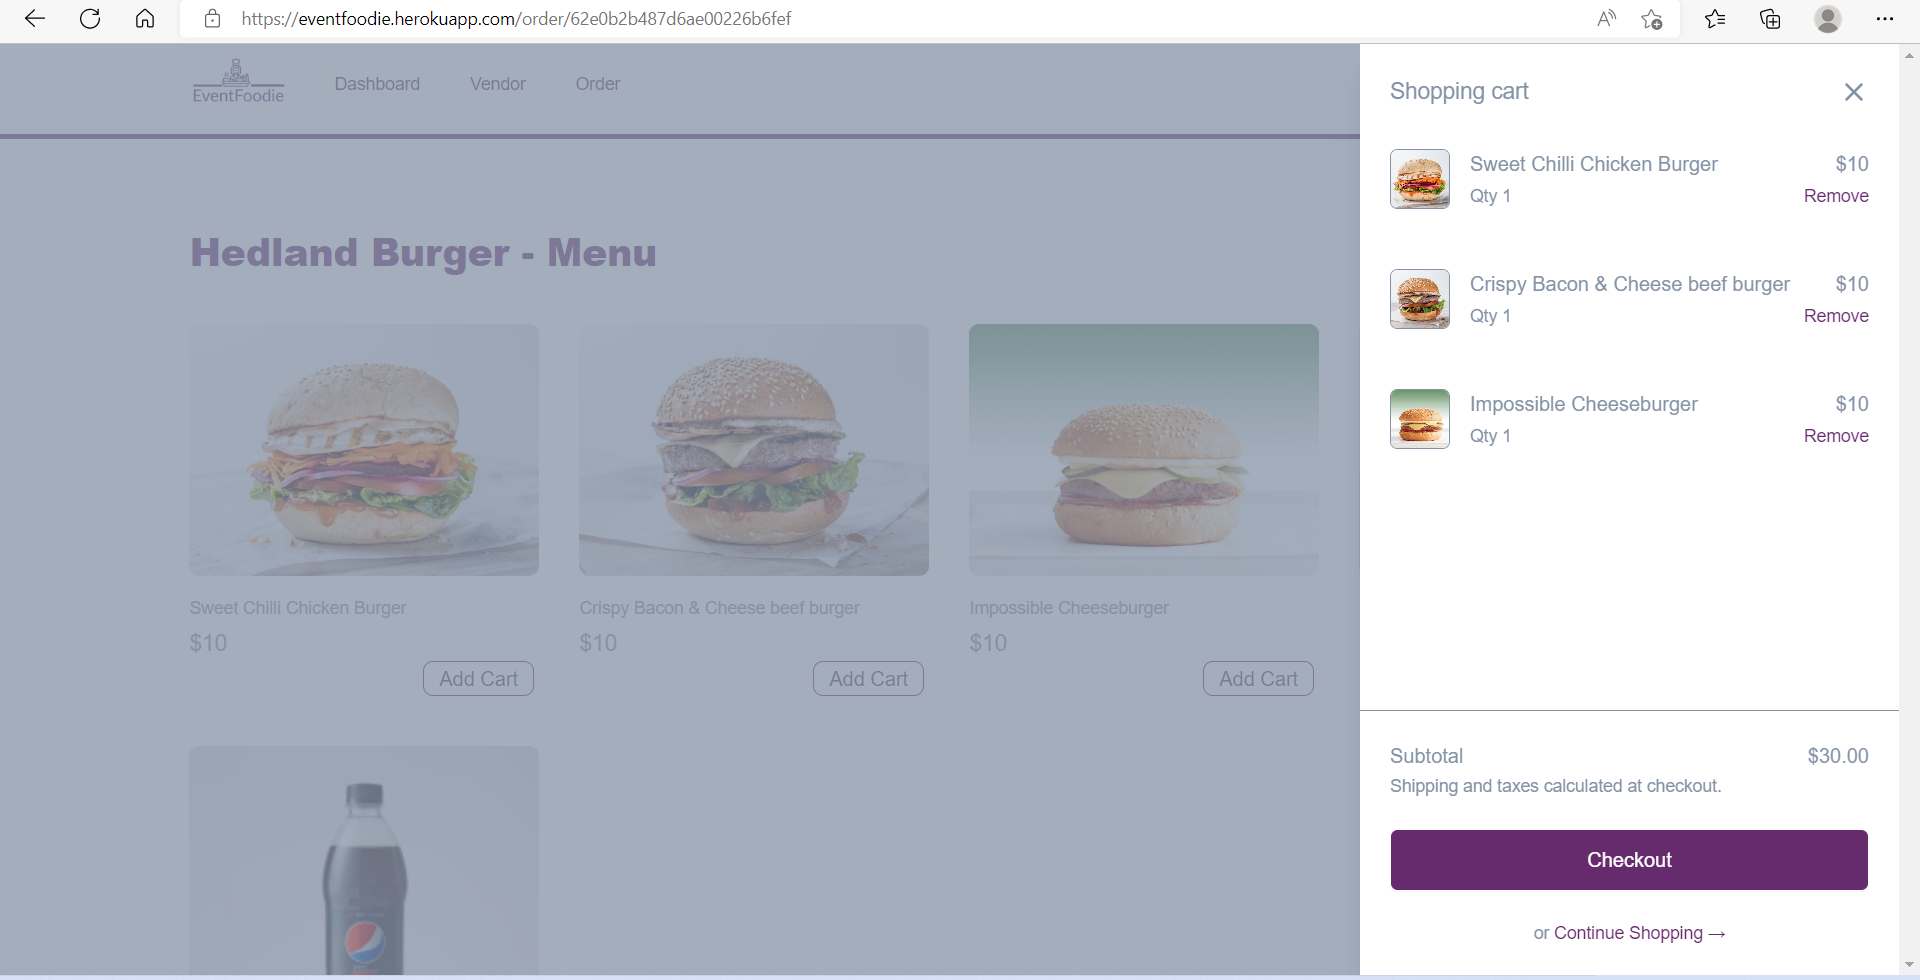 https://eventfoodie.herokuapp.com/order/62e0b2b487d6ae00226b6fef
EventFoodie
Dashboard
Vendor
Order
Hedland Burger - Menu
Sweet Chilli Chicken Burger
$10
Add Cart
Crispy Bacon & Cheese beef burger
$10
Add Cart
Impossible Cheeseburger
$10
Add Cart
Shopping cart
Sweet Chilli Chicken Burger $10
Qty 1 Remove
Crispy Bacon & Cheese beef burger $10
Qty 1 Remove
Impossible Cheeseburger $10
Qty 1 Remove
Subtotal $30.00
Shipping and taxes calculated at checkout.
Checkout
or Continue Shopping →